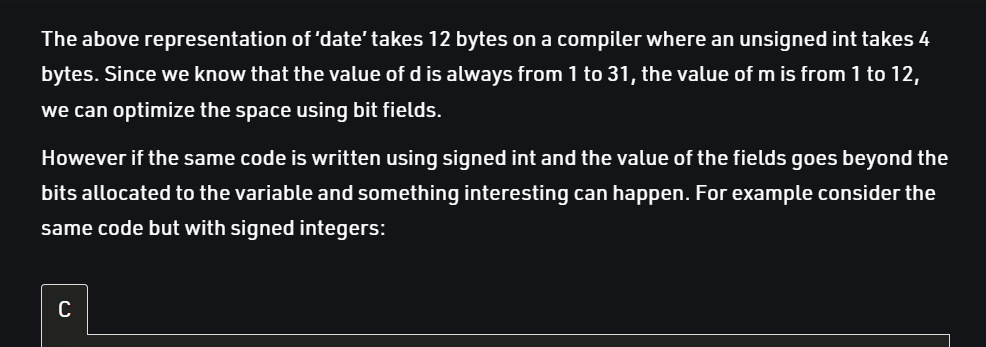 The above representation of ‘date’ takes 12 bytes on a compiler where an unsigned int takes 4
bytes. Since we know that the value of d is always from 1 to 31, the value of m is from 1 to 12,
we can optimize the space using bit fields.
However if the same code is written using signed int and the value of the fields goes beyond the
bits allocated to the variable and something interesting can happen. For example consider the
same code but with signed integers:
C